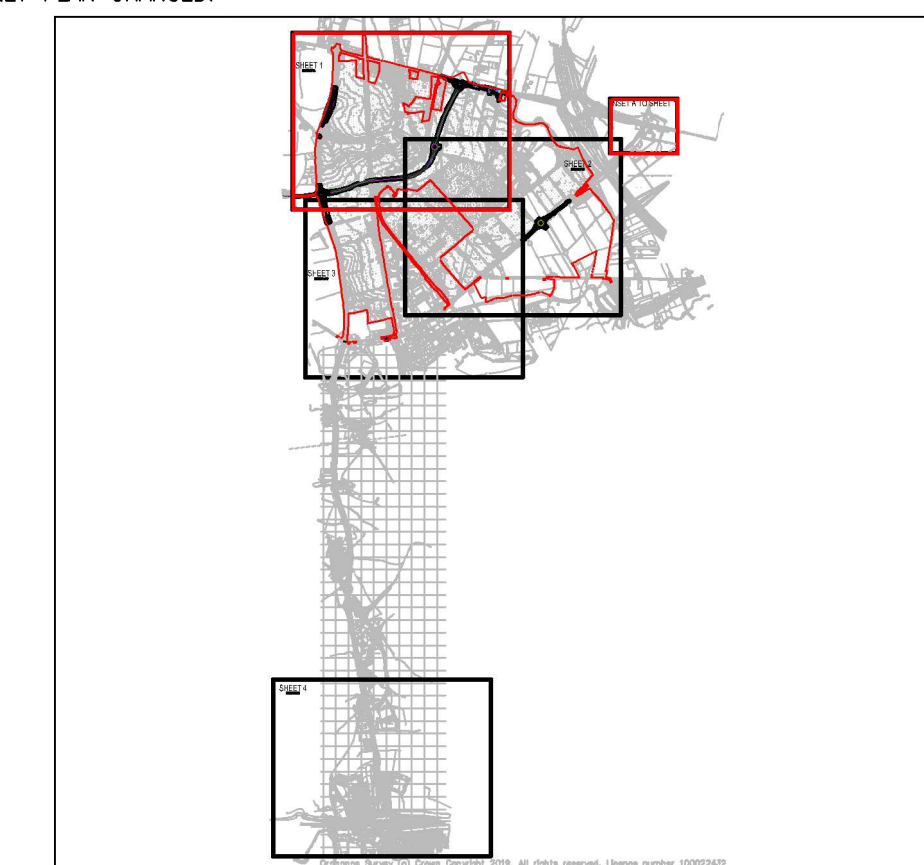 SHEET 1
NSET A TO SHEET
SHEET 2
SHEET 3
SHEET 4
Ordnance Survey (c) Crown Copyright 2019. All rights reserved. Licence number 100022432